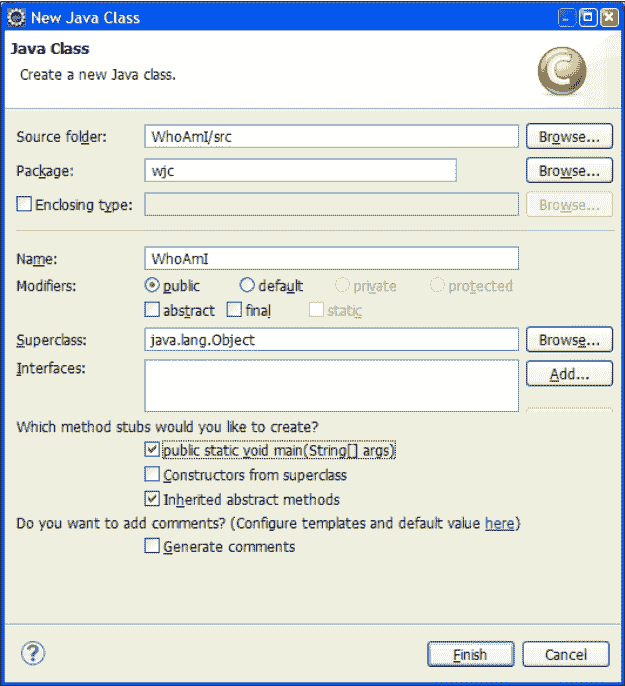 New Java Class
Java Class
Create a new Java class.
C
Source folder: WhoAmI/src Browse...
Package: wjc Browse...
Enclosing type: Browse...
Name: WhoAmI
Modifiers: public default private protected
abstract final static
Superclass: java.lang.Object Browse...
Interfaces: Add...
Which method stubs would you like to create?
public static void main(String[] args)
Constructors from superclass
Inherited abstract methods
Do you want to add comments? (Configure templates and default value here)
Generate comments
? Finish Cancel